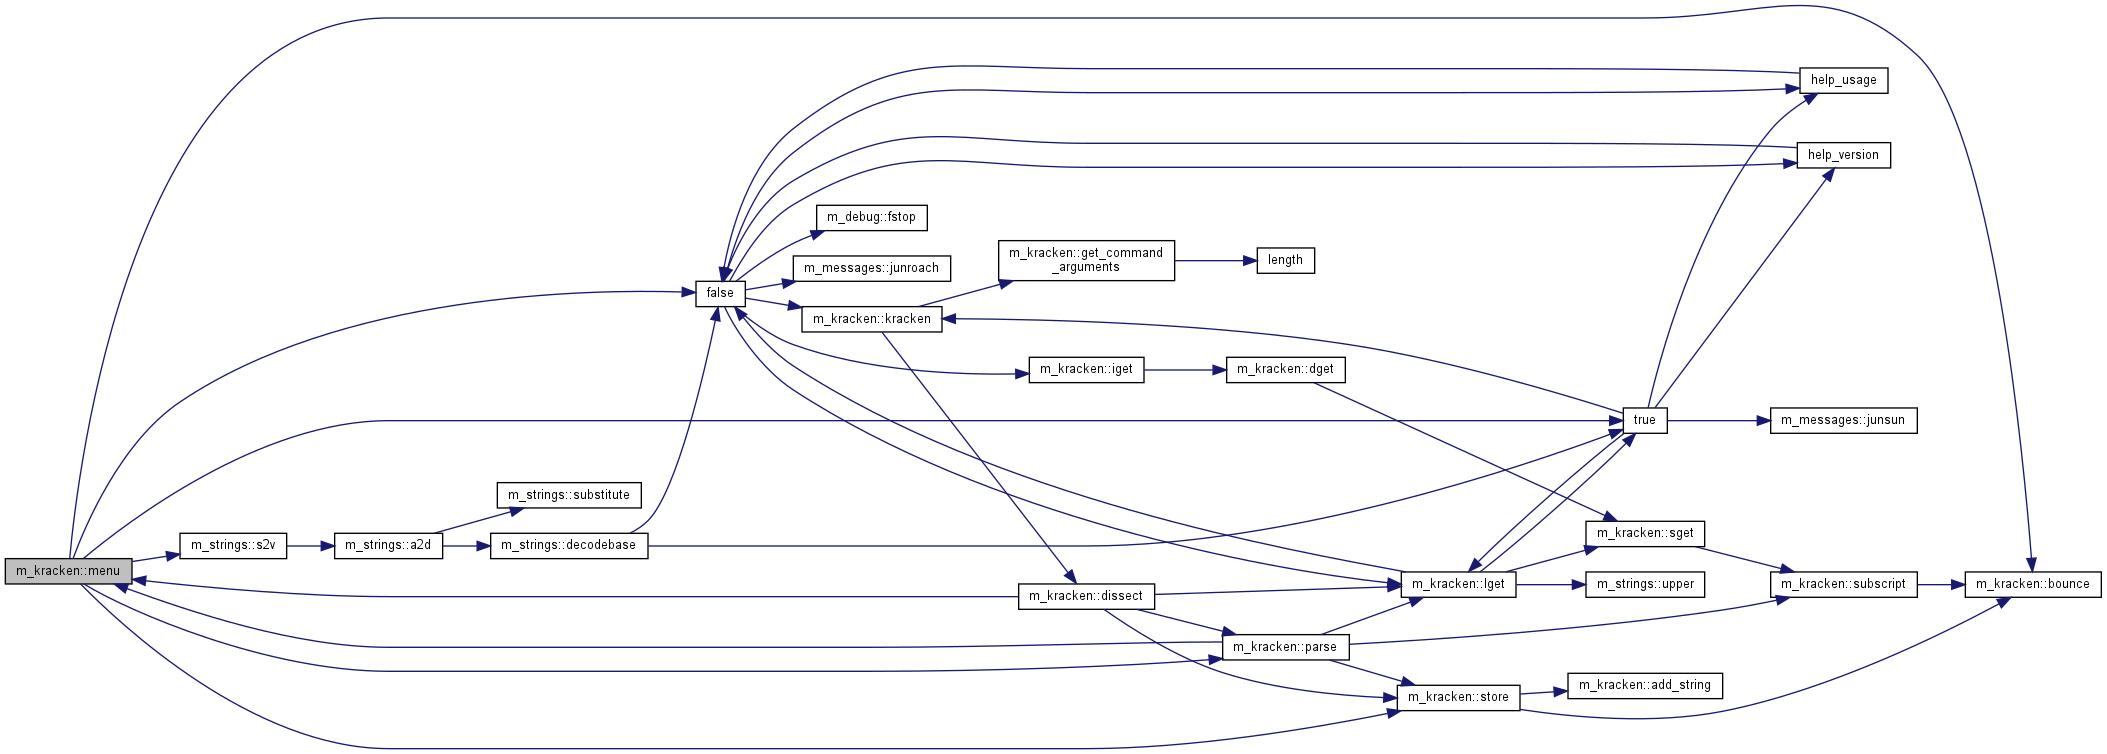 help_usage
help_version
m_debug::fstop
m_kracken::get_command
_arguments
length
m_messages::junroach
false
m_kracken::kracken
m_kracken::iget
m_kracken::dget
true
m_messages::junsun
m_strings::substitute
m_strings::s2v
m_strings::a2d
m_strings::decodebase
m_kracken::sget
m_kracken::menu
m_kracken::lget
m_strings::upper
m_kracken::subscript
m_kracken::bounce
m_kracken::dissect
m_kracken::parse
m_kracken::store
m_kracken::add_string